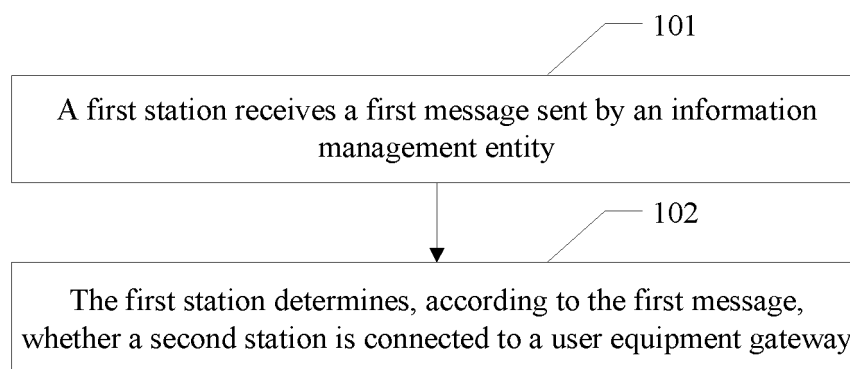 101
A first station receives a first message sent by an information
management entity
102
The first station determines, according to the first message,
whether a second station is connected to a user equipment gateway